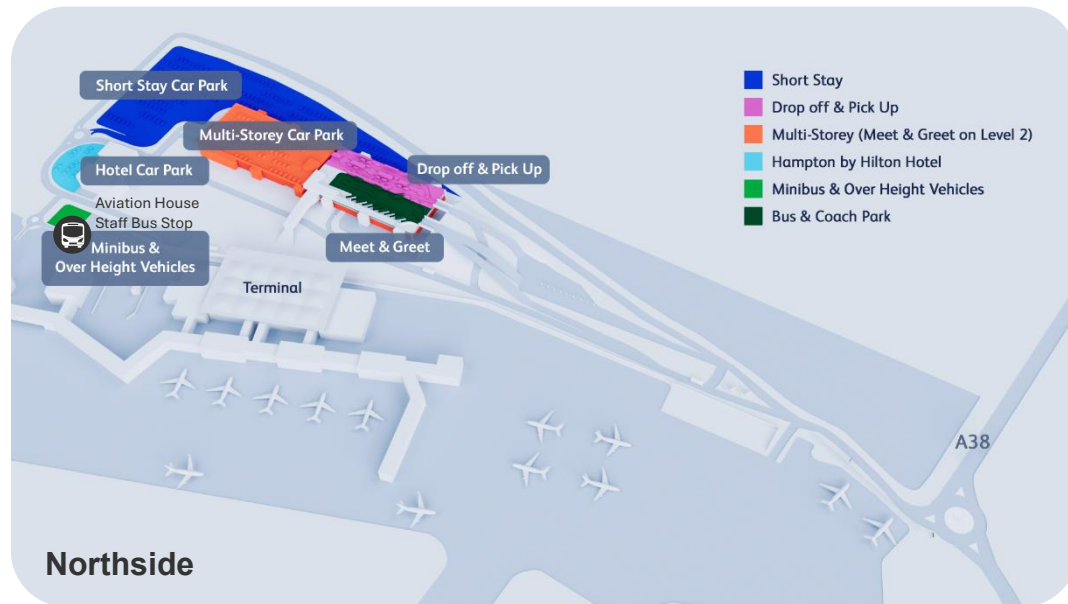 Short Stay Car Park
Multi-Storey Car Park
Drop off & Pick Up
Hotel Car Park
Aviation House
Staff Bus Stop
Minibus &
Over Height Vehicles
Meet & Greet
Terminal
Short Stay
Drop off & Pick Up
Multi-Storey (Meet & Greet on Level 2)
Hampton by Hilton Hotel
Minibus & Over Height Vehicles
Bus & Coach Park
A38
Northside